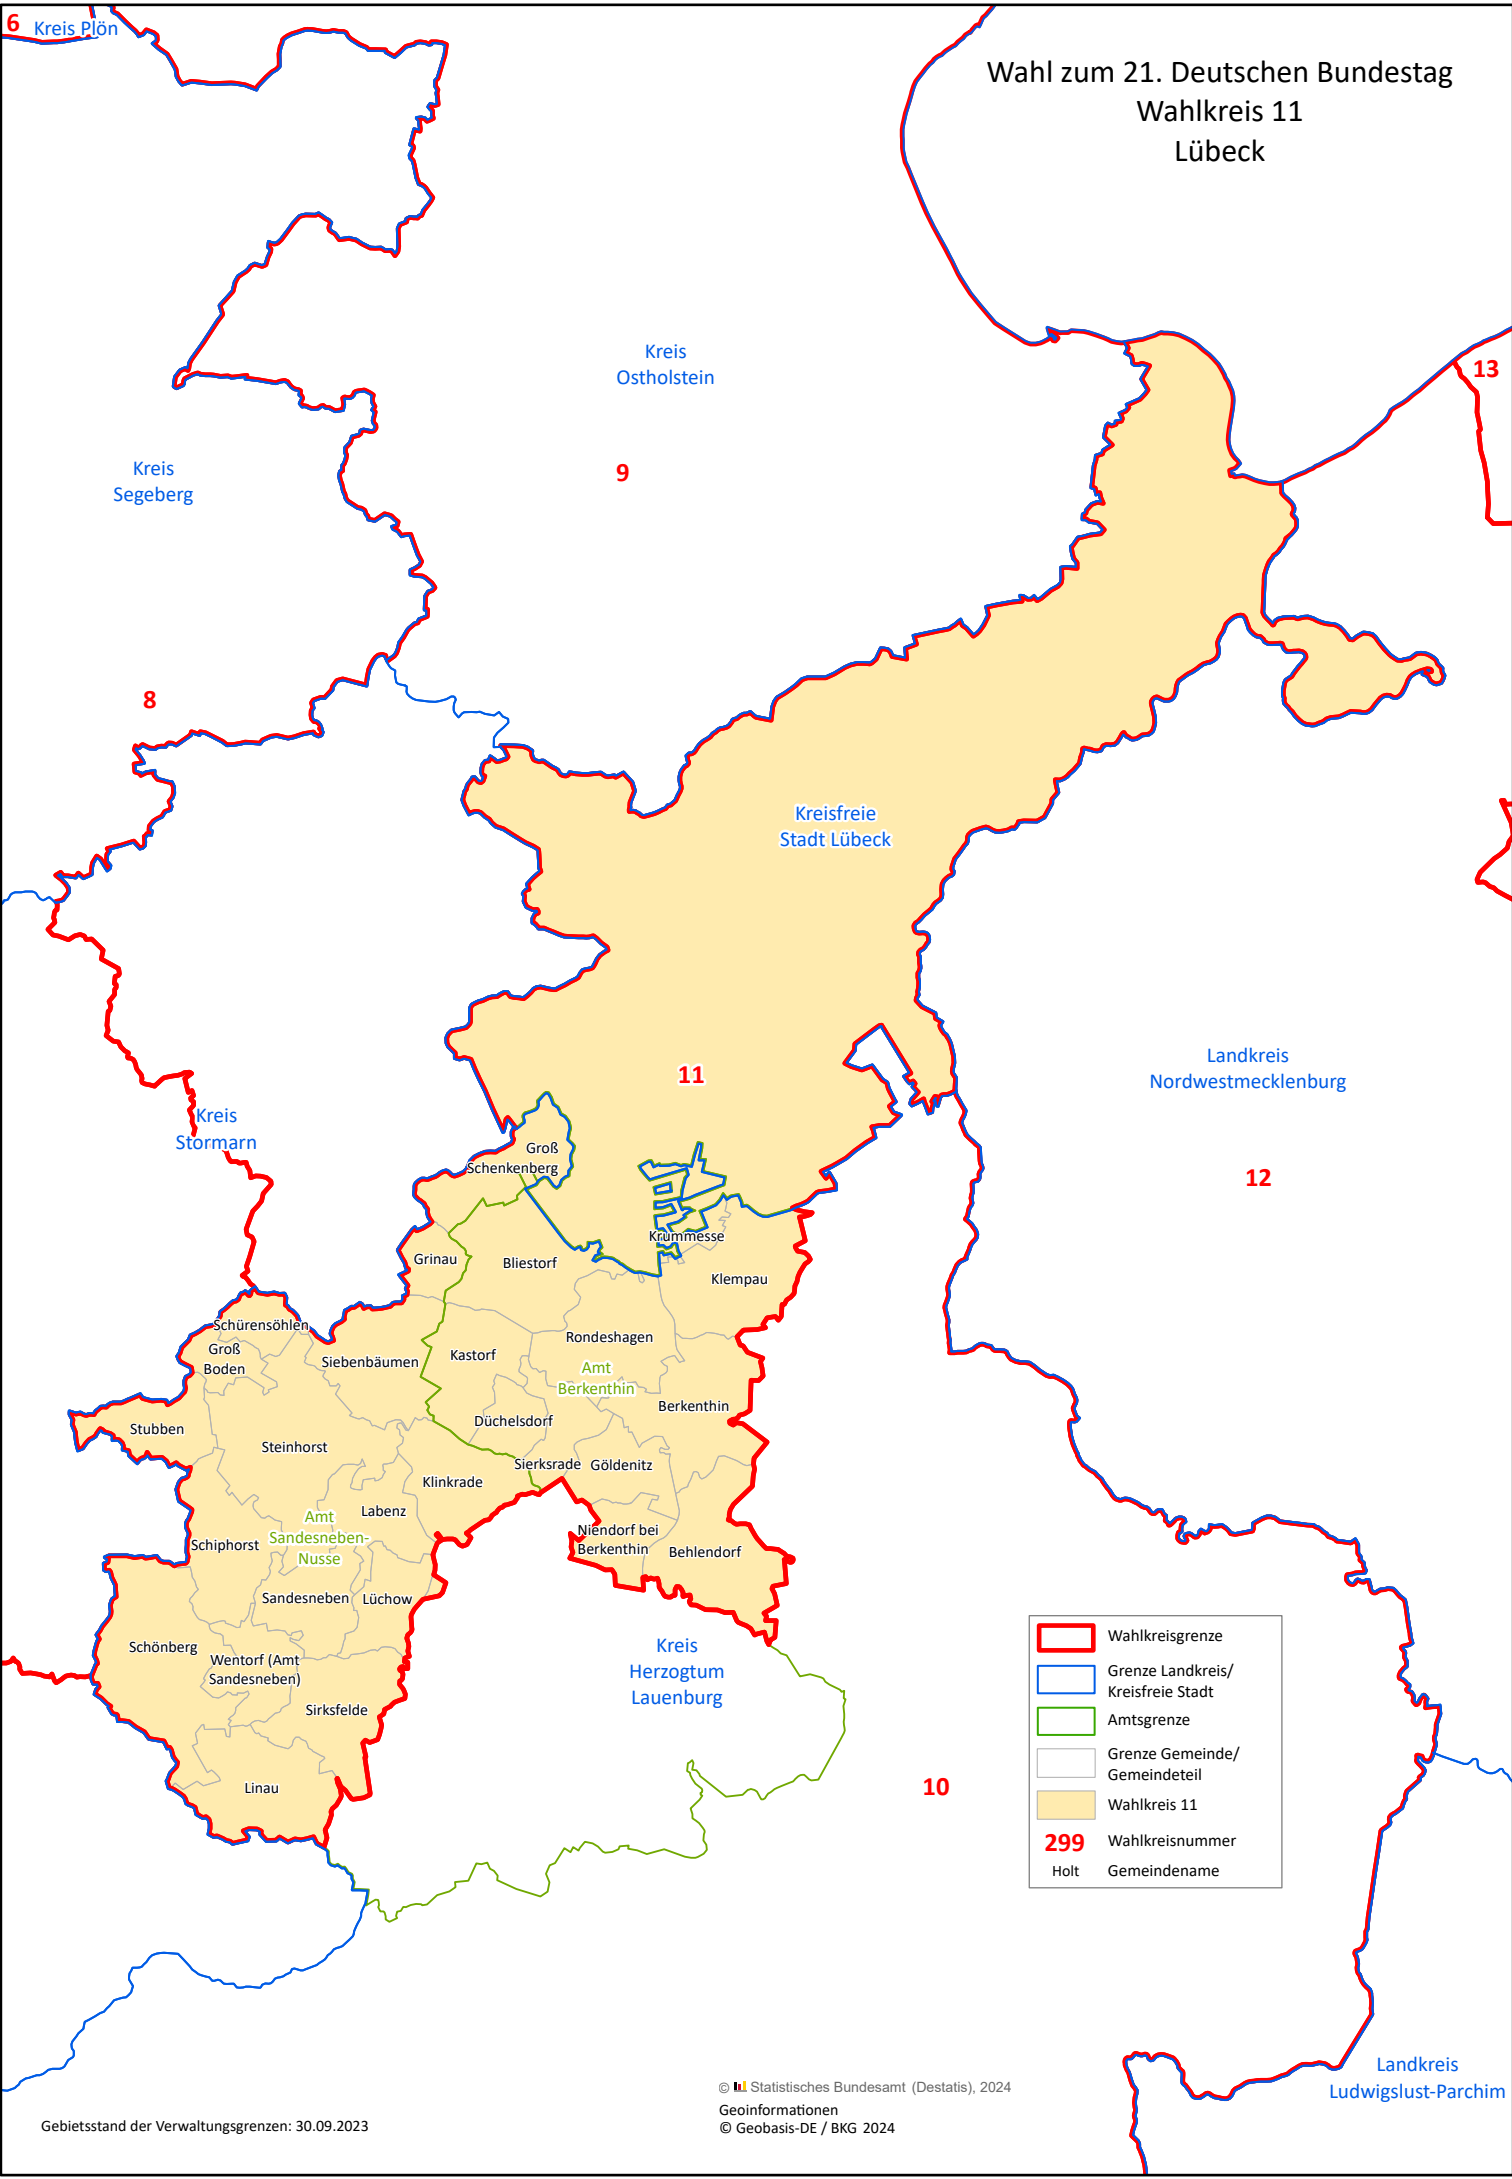 6
Kreis Plön
Wahl zum 21. Deutschen Bundestag
Wahlkreis 11
Lübeck
Kreis
Ostholstein
13
Kreis
Segeberg
9
8
Kreisfreie
Stadt Lübeck
11
Landkreis
Nordwestmecklenburg
Kreis
Stormarn
12
Groß
Schenkenberg
Krummesse
Grinau
Bliestorf
Klempau
Schürensöhlen
Groß
Boden
Siebenbäumen
Kastorf
Rondeshagen
Amt
Berkenthin
Berkenthin
Stubben
Düchelsdorf
Steinhorst
Sierksrade
Göldenitz
Klinkrade
Labenz
Amt
Sandesneben-
Nusse
Schiphorst
Niendorf bei
Berkenthin
Behlendorf
Sandesneben
Lüchow
Schönberg
Wentorf (Amt
Sandesneben)
Kreis
Herzogtum
Lauenburg
Sirksfelde
Linau
10
Wahlkreisgrenze
Grenze Landkreis/
Kreisfreie Stadt
Amtsgrenze
Grenze Gemeinde/
Gemeindeteil
Wahlkreis 11
299 Wahlkreisnummer
Holt Gemeindename
Landkreis
Ludwigslust-Parchim
© Statistisches Bundesamt (Destatis), 2024
Geoinformationen
© Geobasis-DE / BKG 2024
Gebietsstand der Verwaltungsgrenzen: 30.09.2023